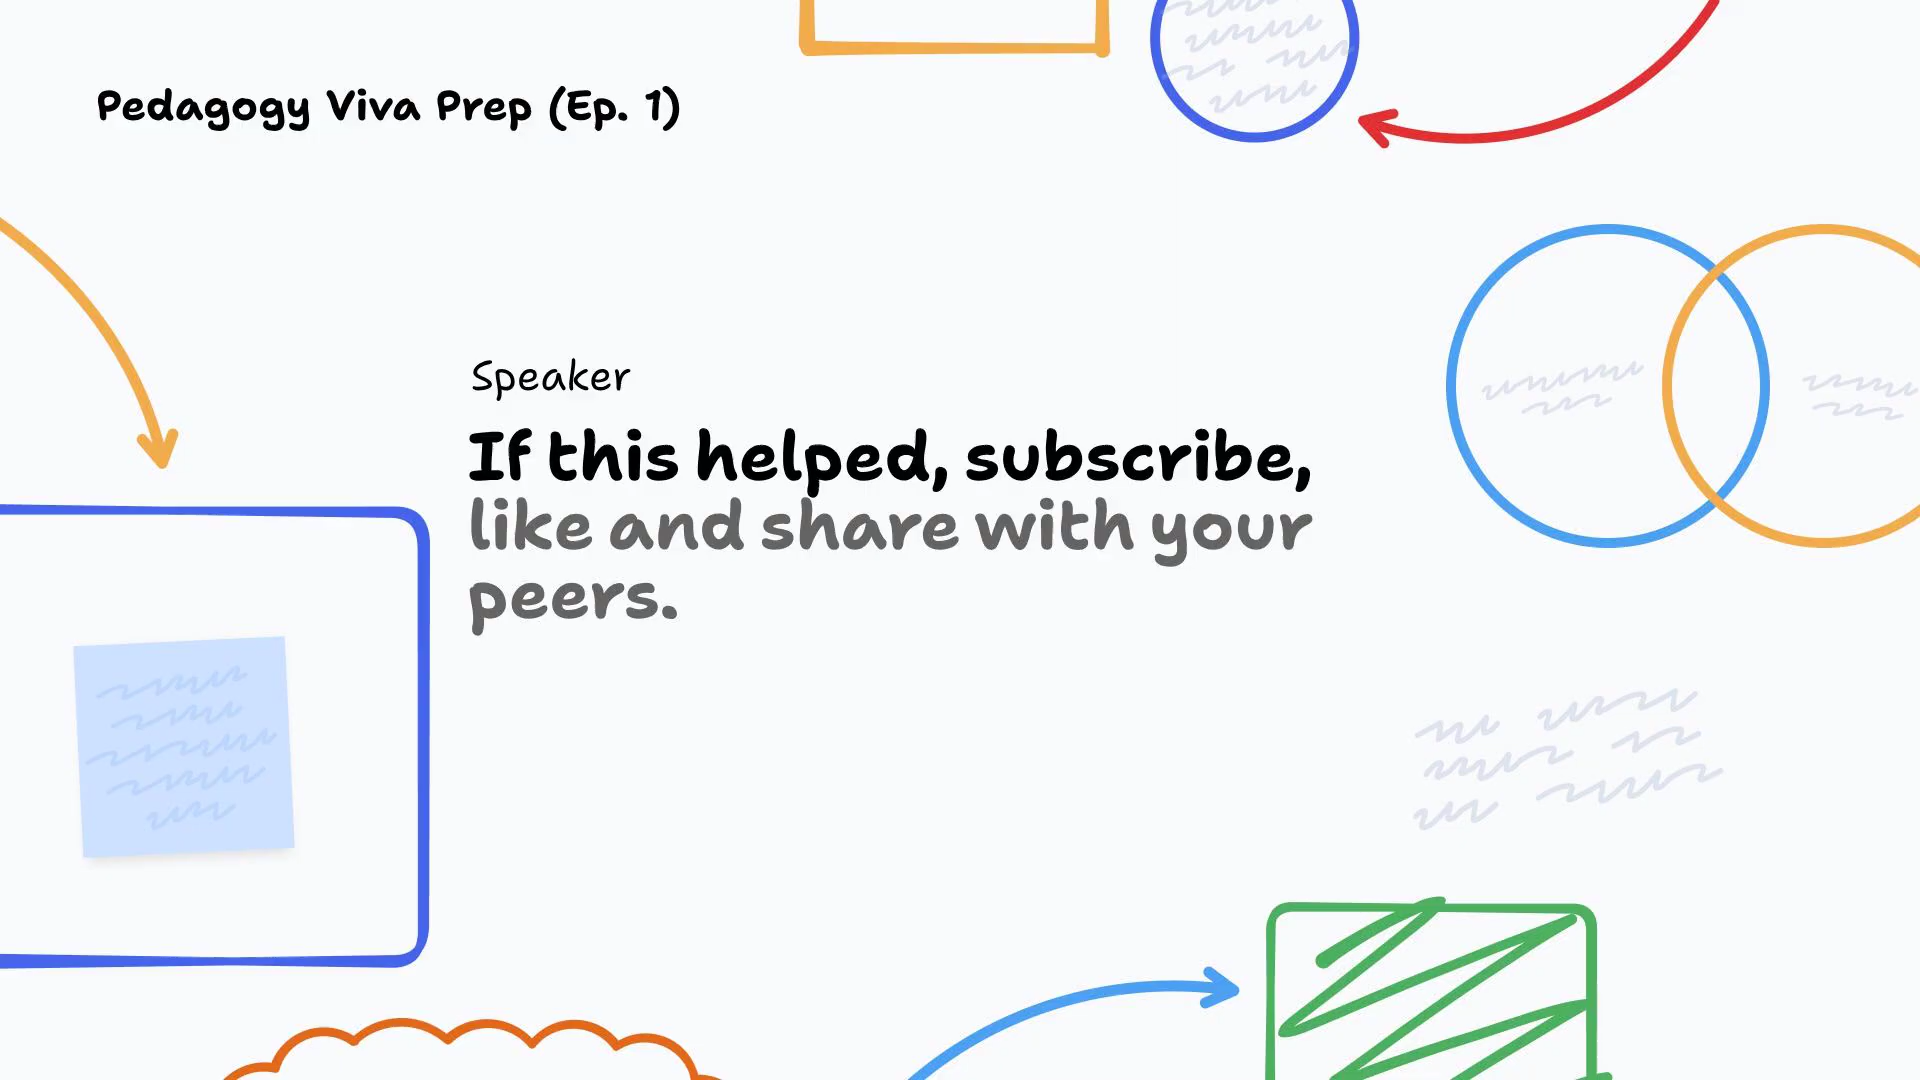 Pedagogy Viva Prep (Ep. 1)
Speaker
If this helped, subscribe,
like and share with your
peers.